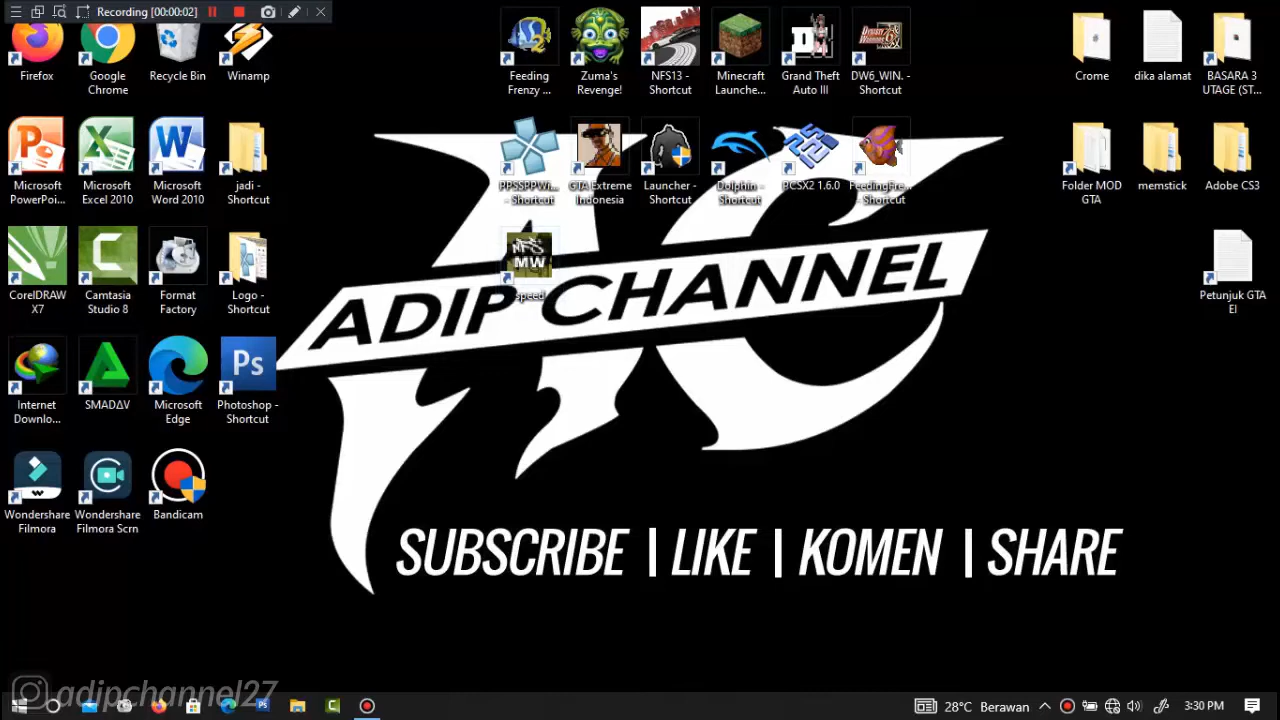 Recording [00:00:02]
Firefox
Google
Chrome
Recycle Bin
Winamp
Feeding
Frenzy ...
Zuma's
Revenge!
NFS13 -
Shortcut
Minecraft
Launche...
Grand Theft
Auto III
DW6_WIN. -
Shortcut
Crome
dika alamat
BASARA 3
UTAGE (ST...
Microsoft
PowerPoi...
Microsoft
Excel 2010
Microsoft
Word 2010
jadi -
Shortcut
PPSSPPWi...
- Shortcut
GTA Extreme
Indonesia
Launcher -
Shortcut
Dolphin -
Shortcut
PCSX2 1.6.0
FeedingFre...
- Shortcut
Folder MOD
GTA
memstick
Adobe CS3
CorelDRAW
X7
Camtasia
Studio 8
Format
Factory
Logo -
Shortcut
NFS
MW
speed
Petunjuk GTA
EI
AC
ADIP CHANNEL
Internet
Downlo...
SMADΔV
Microsoft
Edge
Ps
Photoshop -
Shortcut
Wondershare
Filmora
Wondershare
Filmora Scrn
Bandicam
SUBSCRIBE | LIKE | KOMEN | SHARE
adipchannel27
28°C Berawan
3:30 PM